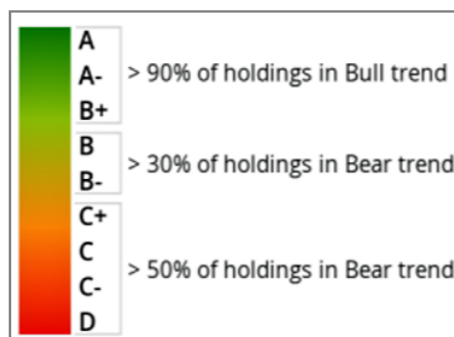 A
A-
> 90% of holdings in Bull trend
B+
B
> 30% of holdings in Bear trend
B-
C+
C
> 50% of holdings in Bear trend
C-
D